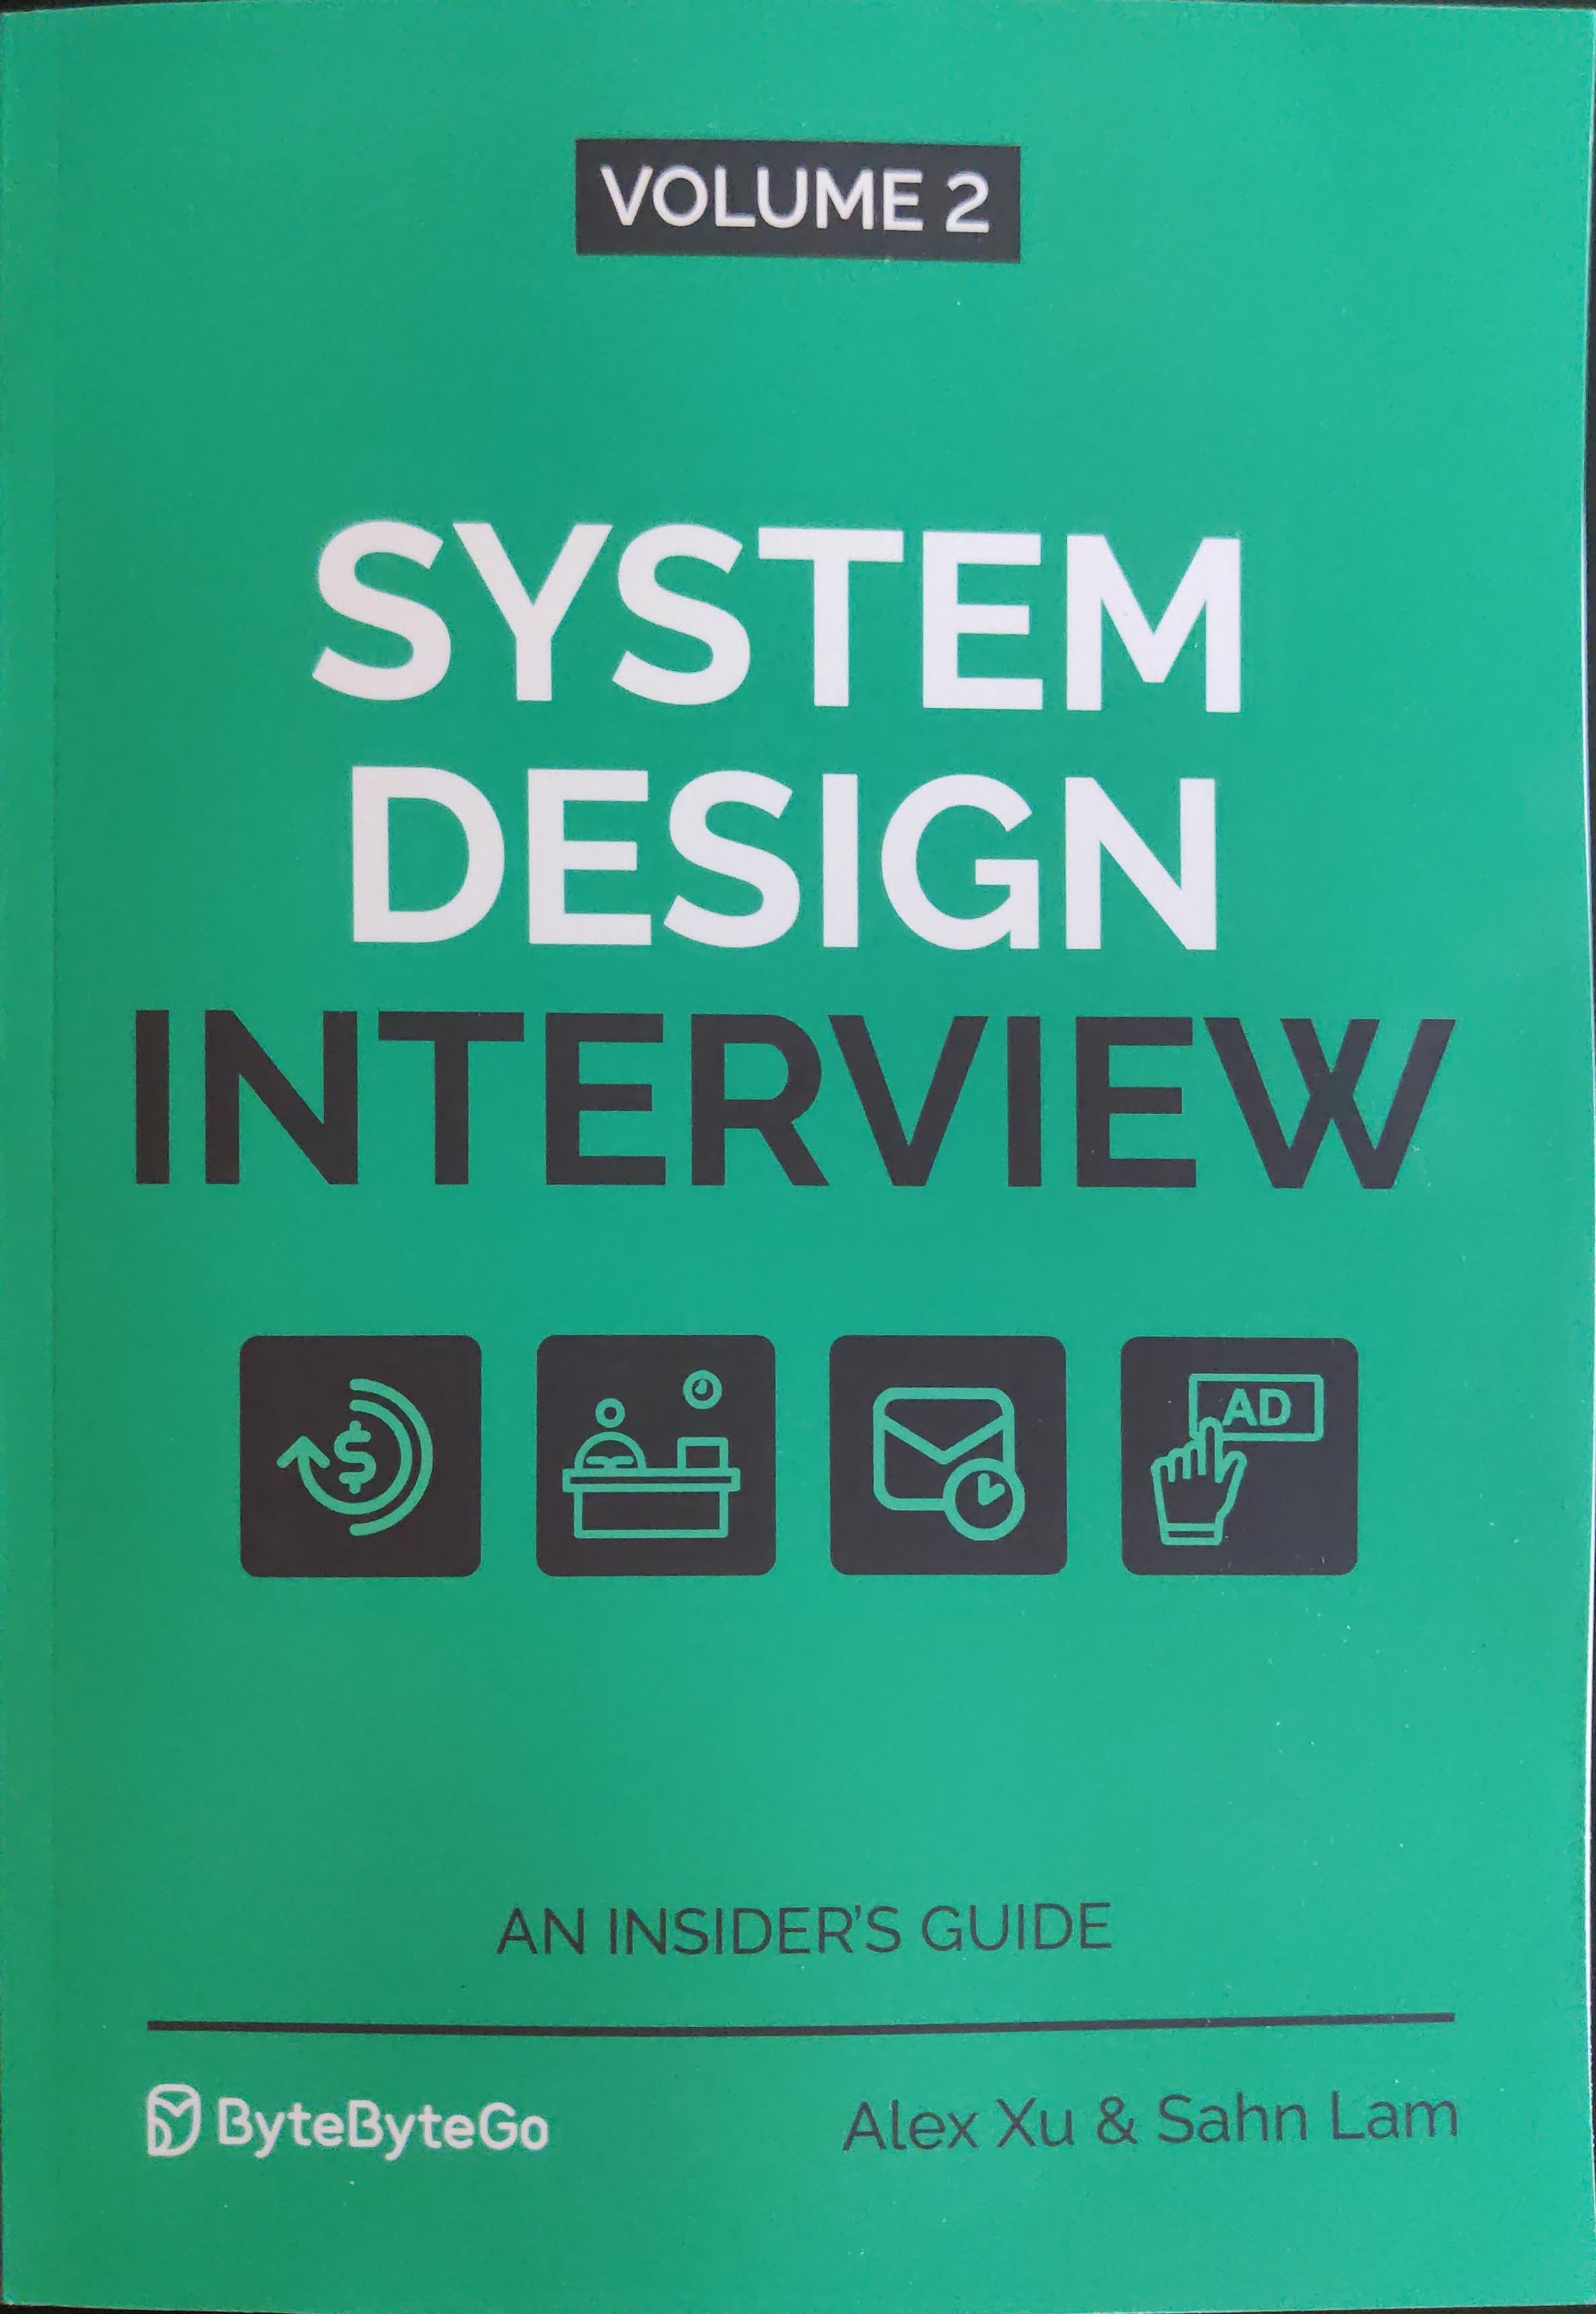 VOLUME 2
SYSTEM
DESIGN
INTERVIEW
$
AD
AN INSIDER'S GUIDE
ByteByteGo
Alex Xu & Sahn Lam